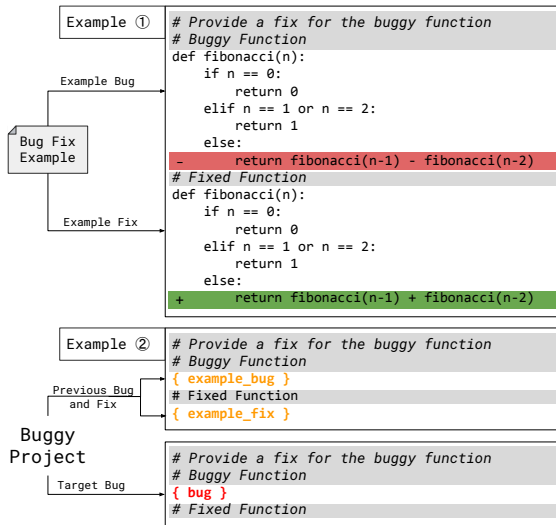 Example ①
# Provide a fix for the buggy function
# Buggy Function
def fibonacci(n):
    if n == 0:
        return 0
    elif n == 1 or n == 2:
        return 1
    else:
-       return fibonacci(n-1) - fibonacci(n-2)
# Fixed Function
def fibonacci(n):
    if n == 0:
        return 0
    elif n == 1 or n == 2:
        return 1
    else:
+       return fibonacci(n-1) + fibonacci(n-2)
Example Bug
Bug Fix
Example
Example Fix
Example ②
# Provide a fix for the buggy function
# Buggy Function
{ example_bug }
# Fixed Function
{ example_fix }
Previous Bug
and Fix
Buggy
Project
Target Bug
# Provide a fix for the buggy function
# Buggy Function
{ bug }
# Fixed Function